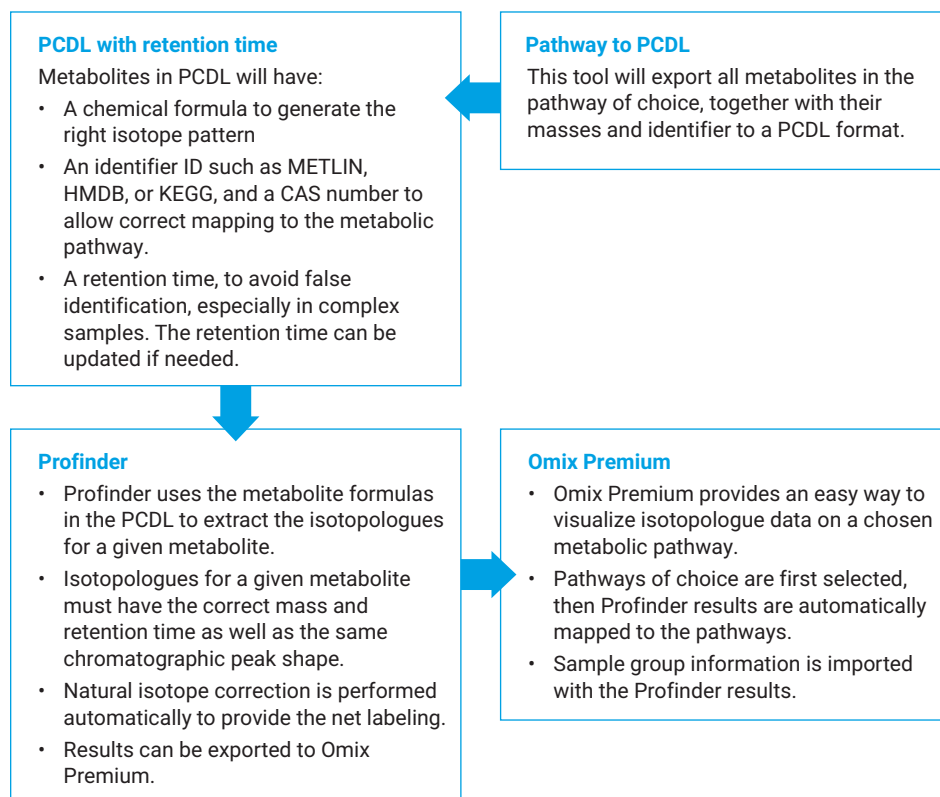 PCDL with retention time
Metabolites in PCDL will have:
• A chemical formula to generate the
right isotope pattern
• An identifier ID such as METLIN,
HMDB, or KEGG, and a CAS number to
allow correct mapping to the metabolic
pathway.
• A retention time, to avoid false
identification, especially in complex
samples. The retention time can be
updated if needed.
Pathway to PCDL
This tool will export all metabolites in the
pathway of choice, together with their
masses and identifier to a PCDL format.
Profinder
• Profinder uses the metabolite formulas
in the PCDL to extract the isotopologues
for a given metabolite.
• Isotopologues for a given metabolite
must have the correct mass and
retention time as well as the same
chromatographic peak shape.
• Natural isotope correction is performed
automatically to provide the net labeling.
• Results can be exported to Omix
Premium.
Omix Premium
• Omix Premium provides an easy way to
visualize isotopologue data on a chosen
metabolic pathway.
• Pathways of choice are first selected,
then Profinder results are automatically
mapped to the pathways.
• Sample group information is imported
with the Profinder results.